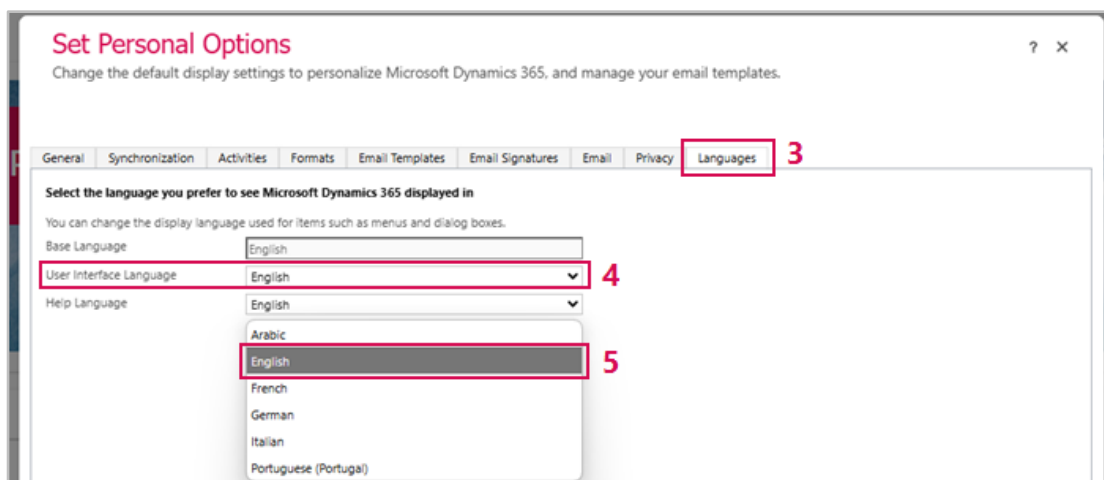 Set Personal Options
? ×
Change the default display settings to personalize Microsoft Dynamics 365, and manage your email templates.
General Synchronization Activities Formats Email Templates Email Signatures Email Privacy Languages 3
Select the language you prefer to see Microsoft Dynamics 365 displayed in
You can change the display language used for items such as menus and dialog boxes.
Base Language English
User Interface Language English 4
Help Language English
Arabic
English 5
French
German
Italian
Portuguese (Portugal)